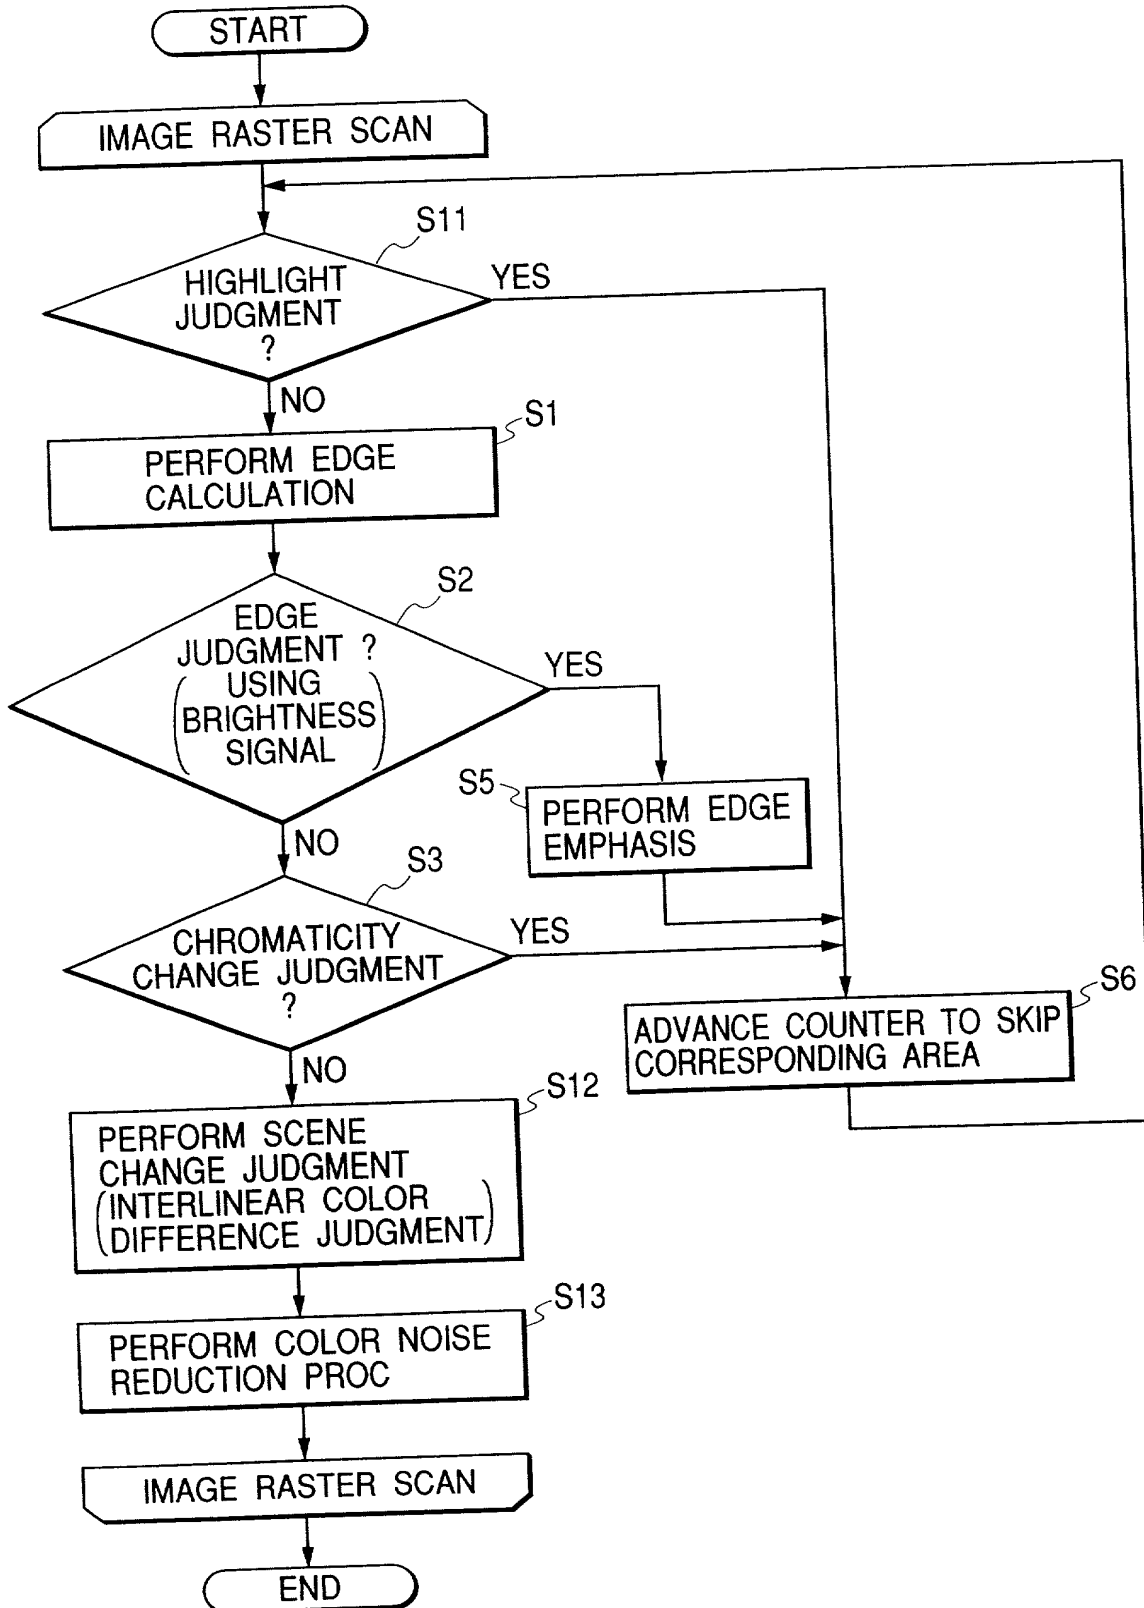 START
IMAGE RASTER SCAN
S11
HIGHLIGHT
JUDGMENT
?
YES
NO
S1
PERFORM EDGE
CALCULATION
S2
EDGE
JUDGMENT ?
(USING
BRIGHTNESS
SIGNAL)
YES
S5
PERFORM EDGE
EMPHASIS
NO
S3
CHROMATICITY
CHANGE JUDGMENT
?
YES
S6
ADVANCE COUNTER TO SKIP
CORRESPONDING AREA
NO
S12
PERFORM SCENE
CHANGE JUDGMENT
(INTERLINEAR COLOR
DIFFERENCE JUDGMENT)
S13
PERFORM COLOR NOISE
REDUCTION PROC
IMAGE RASTER SCAN
END